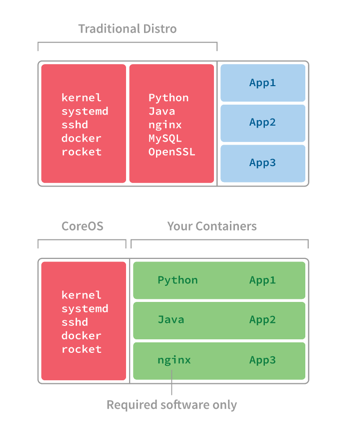 Traditional Distro
kernel
systemd
sshd
docker
rocket
Python
Java
nginx
MySQL
OpenSSL
App1
App2
App3
CoreOS
Your Containers
kernel
systemd
sshd
docker
rocket
Python App1
Java App2
nginx App3
Required software only